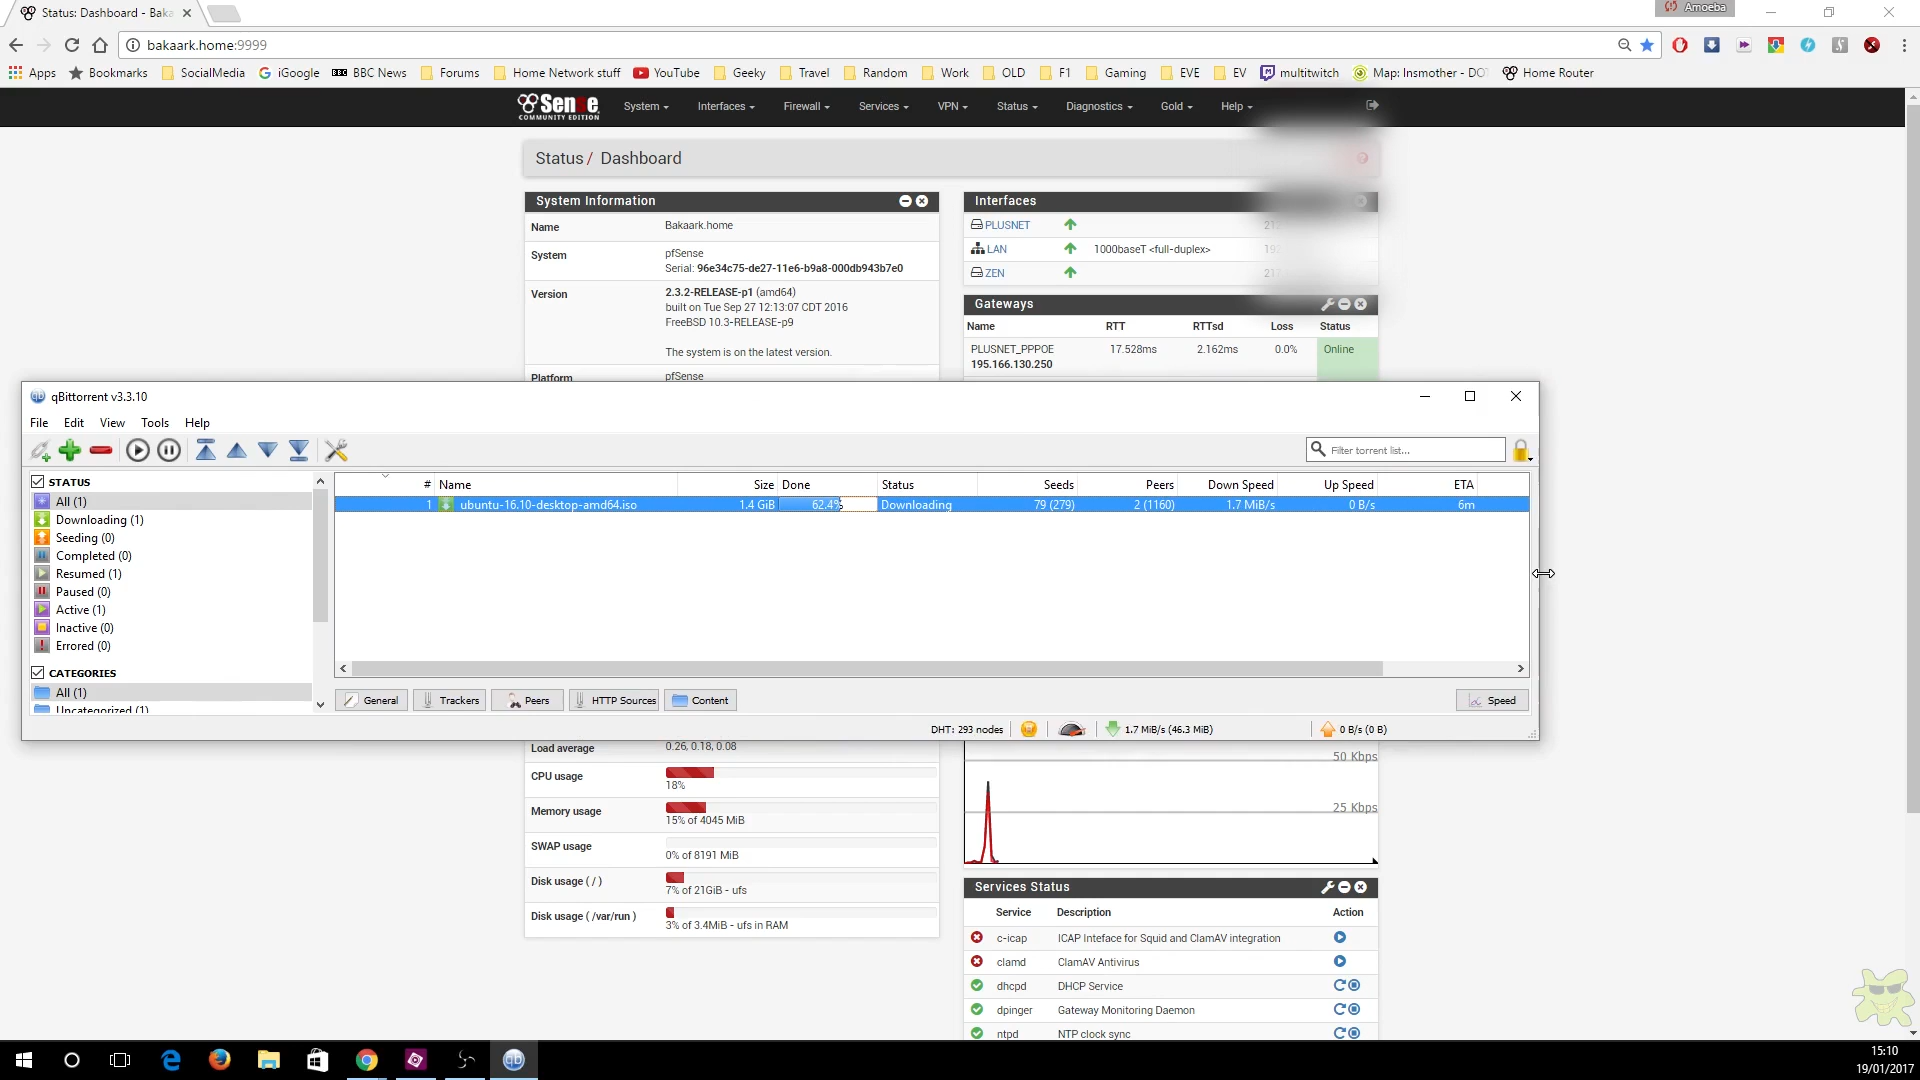 Status: Dashboard - Baka
Amoeba
bakaark.home:9999
Apps Bookmarks SocialMedia iGoogle BBC News Forums Home Network stuff YouTube Geeky Travel Random Work OLD F1 Gaming EVE EV multitwitch Map: Insmother - DO Home Router
Sense
COMMUNITY EDITION
System Interfaces Firewall Services VPN Status Diagnostics Gold Help
Status / Dashboard
System Information
Name Bakaark.home
System pfSense
Serial: 96e34c75-de27-11e6-b9a8-000db943b7e0
Version 2.3.2-RELEASE-p1 (amd64)
built on Tue Sep 27 12:13:07 CDT 2016
FreeBSD 10.3-RELEASE-p9
The system is on the latest version.
Platform pfSense
Interfaces
PLUSNET
LAN 1000baseT <full-duplex>
ZEN
Gateways
Name RTT RTTsd Loss Status
PLUSNET_PPPOE 17.528ms 2.162ms 0.0% Online
195.166.130.250
qBittorrent v3.3.10
File Edit View Tools Help
Filter torrent list...
STATUS
All (1)
Downloading (1)
Seeding (0)
Completed (0)
Resumed (1)
Paused (0)
Active (1)
Inactive (0)
Errored (0)
CATEGORIES
All (1)
Uncategorized (1)
# Name Size Done Status Seeds Peers Down Speed Up Speed ETA
1 ubuntu-16.10-desktop-amd64.iso 1.4 GiB 62.4% Downloading 79 (279) 2 (1160) 1.7 MiB/s 0 B/s 6m
General Trackers Peers HTTP Sources Content Speed
DHT: 293 nodes 1.7 MiB/s (46.3 MiB) 0 B/s (0 B)
Load average 0.26, 0.18, 0.08
CPU usage
18%
Memory usage
15% of 4045 MiB
SWAP usage
0% of 8191 MiB
Disk usage ( / )
7% of 21GiB - ufs
Disk usage ( /var/run )
3% of 3.4MiB - ufs in RAM
50 Kbps
25 Kbps
Services Status
Service Description Action
c-icap ICAP Inteface for Squid and ClamAV integration
clamd ClamAV Antivirus
dhcpd DHCP Service
dpinger Gateway Monitoring Daemon
ntpd NTP clock sync
15:10
19/01/2017